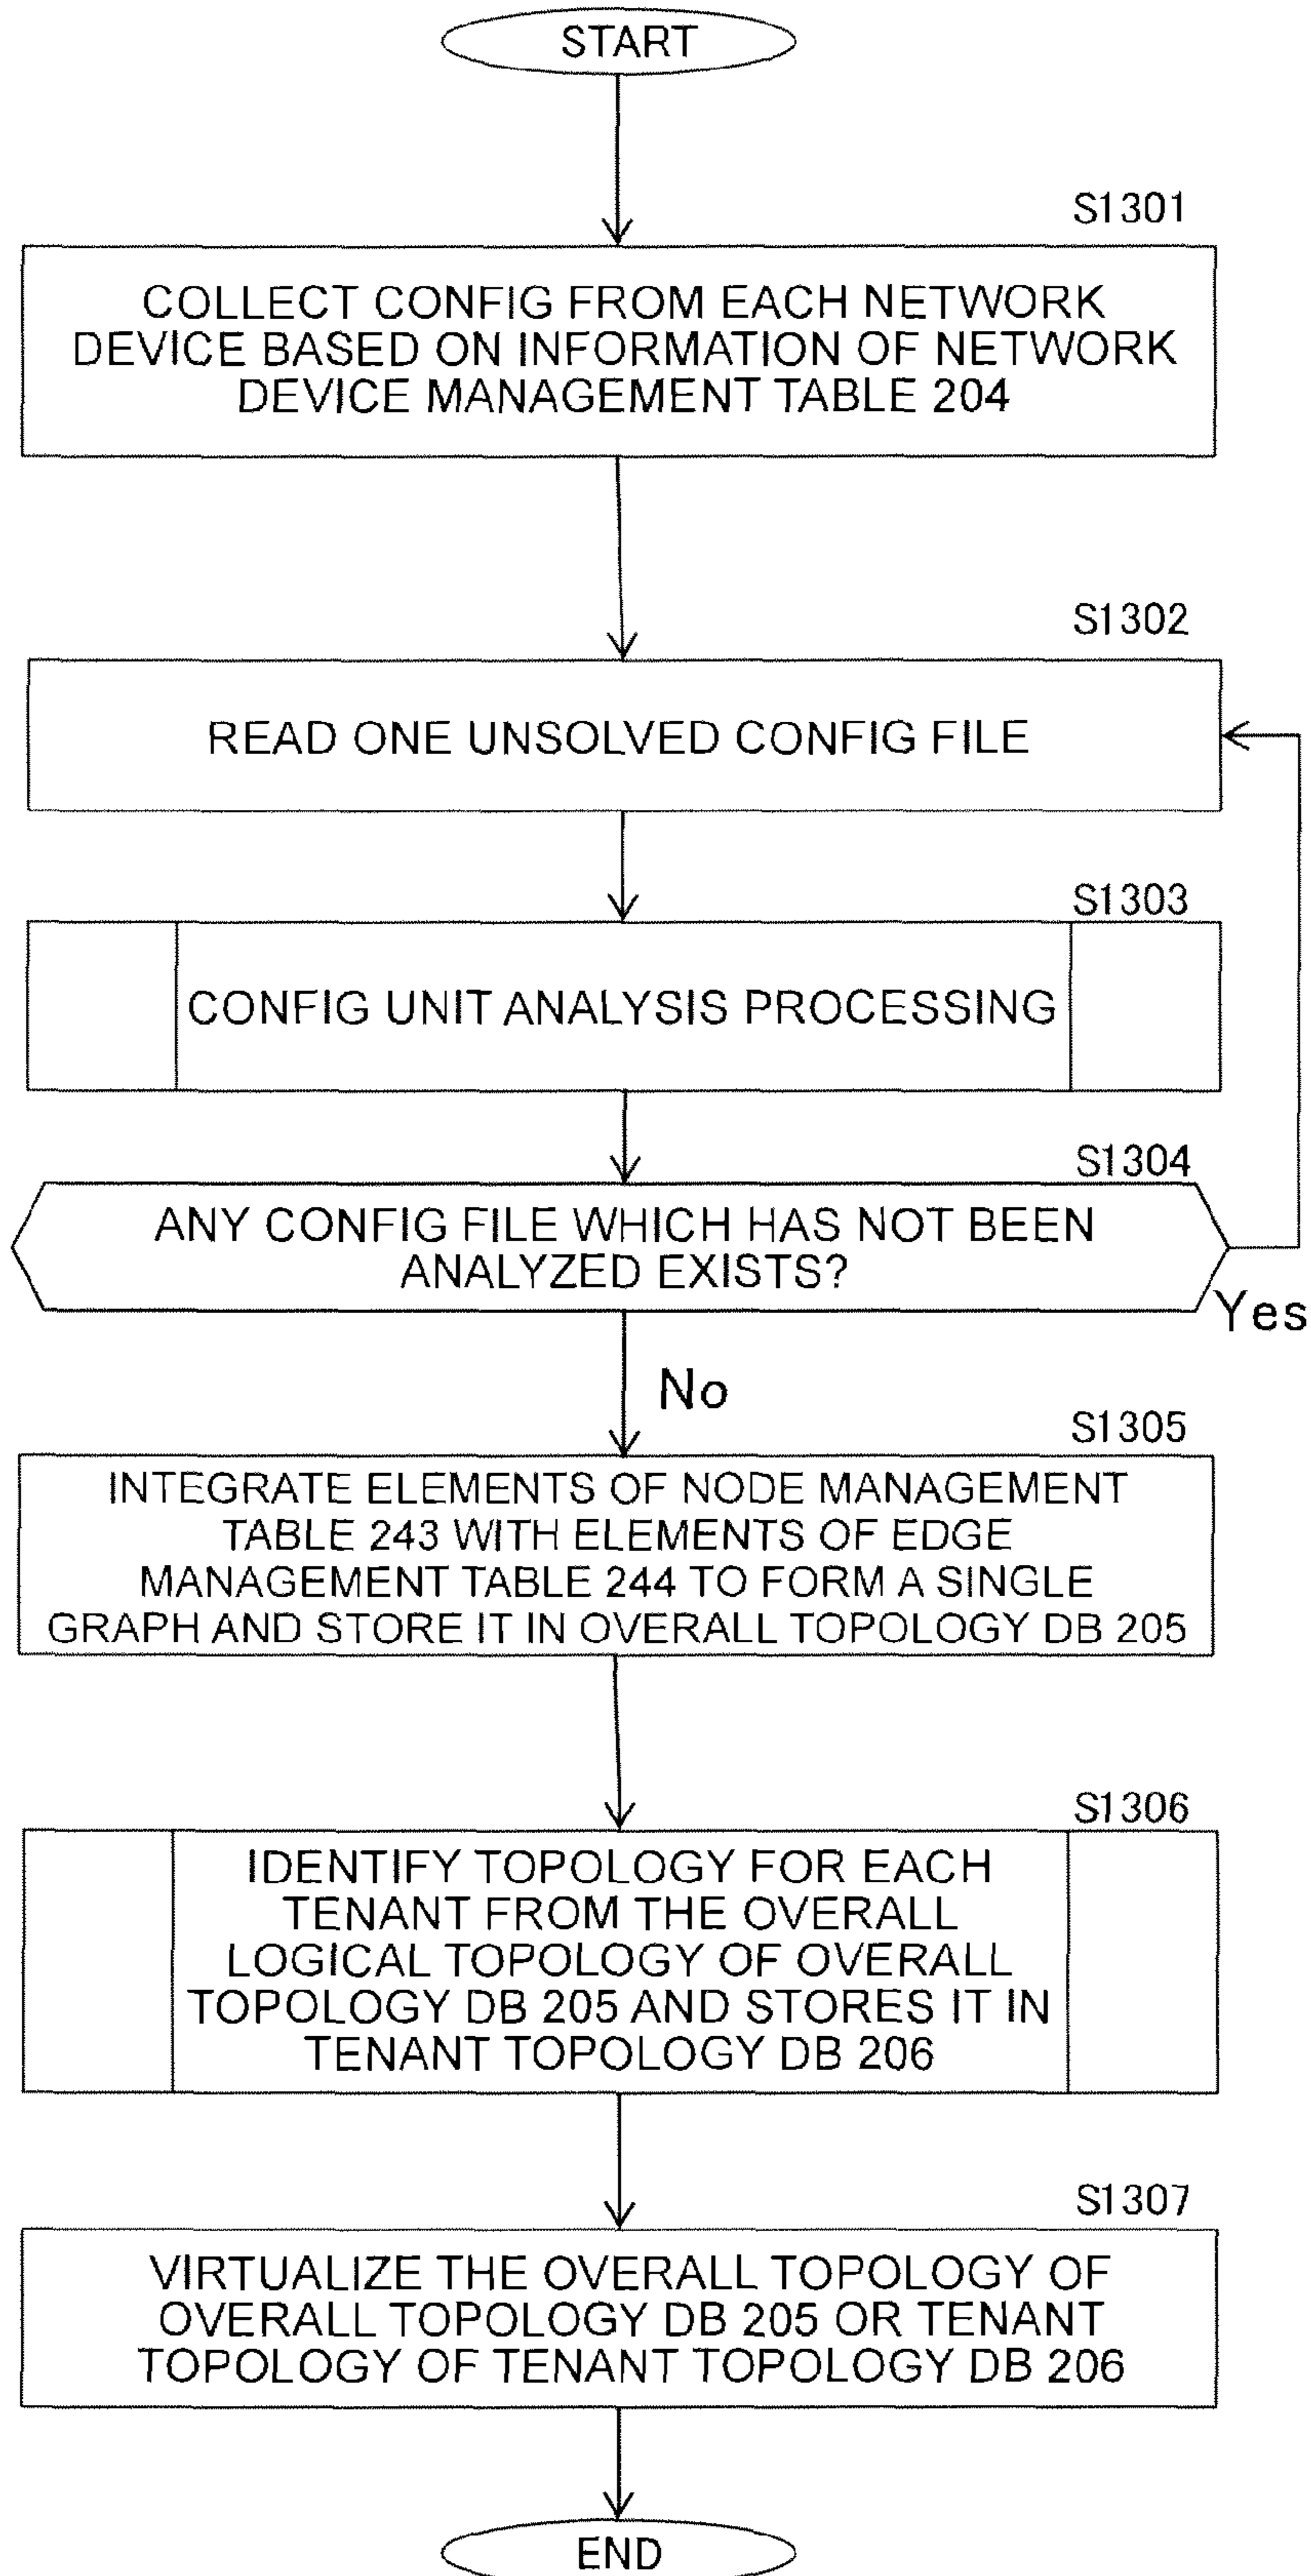 START
S1301
COLLECT CONFIG FROM EACH NETWORK
DEVICE BASED ON INFORMATION OF NETWORK
DEVICE MANAGEMENT TABLE 204
S1302
READ ONE UNSOLVED CONFIG FILE
S1303
CONFIG UNIT ANALYSIS PROCESSING
S1304
ANY CONFIG FILE WHICH HAS NOT BEEN
ANALYZED EXISTS?
Yes
No
S1305
INTEGRATE ELEMENTS OF NODE MANAGEMENT
TABLE 243 WITH ELEMENTS OF EDGE
MANAGEMENT TABLE 244 TO FORM A SINGLE
GRAPH AND STORE IT IN OVERALL TOPOLOGY DB 205
S1306
IDENTIFY TOPOLOGY FOR EACH
TENANT FROM THE OVERALL
LOGICAL TOPOLOGY OF OVERALL
TOPOLOGY DB 205 AND STORES IT IN
TENANT TOPOLOGY DB 206
S1307
VIRTUALIZE THE OVERALL TOPOLOGY OF
OVERALL TOPOLOGY DB 205 OR TENANT
TOPOLOGY OF TENANT TOPOLOGY DB 206
END